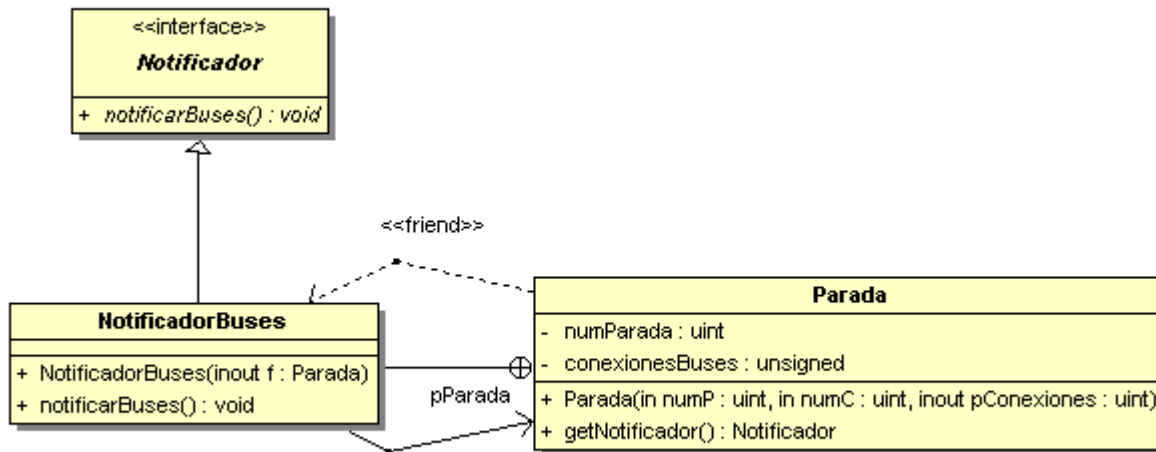 <<interface>>
Notificador
+ notificarBuses() : void
<<friend>>
NotificadorBuses
+ NotificadorBuses(inout f : Parada)
+ notificarBuses() : void
pParada
Parada
- numParada : uint
- conexionesBuses : unsigned
+ Parada(in numP : uint, in numC : uint, inout pConexiones : uint)
+ getNotificador() : Notificador